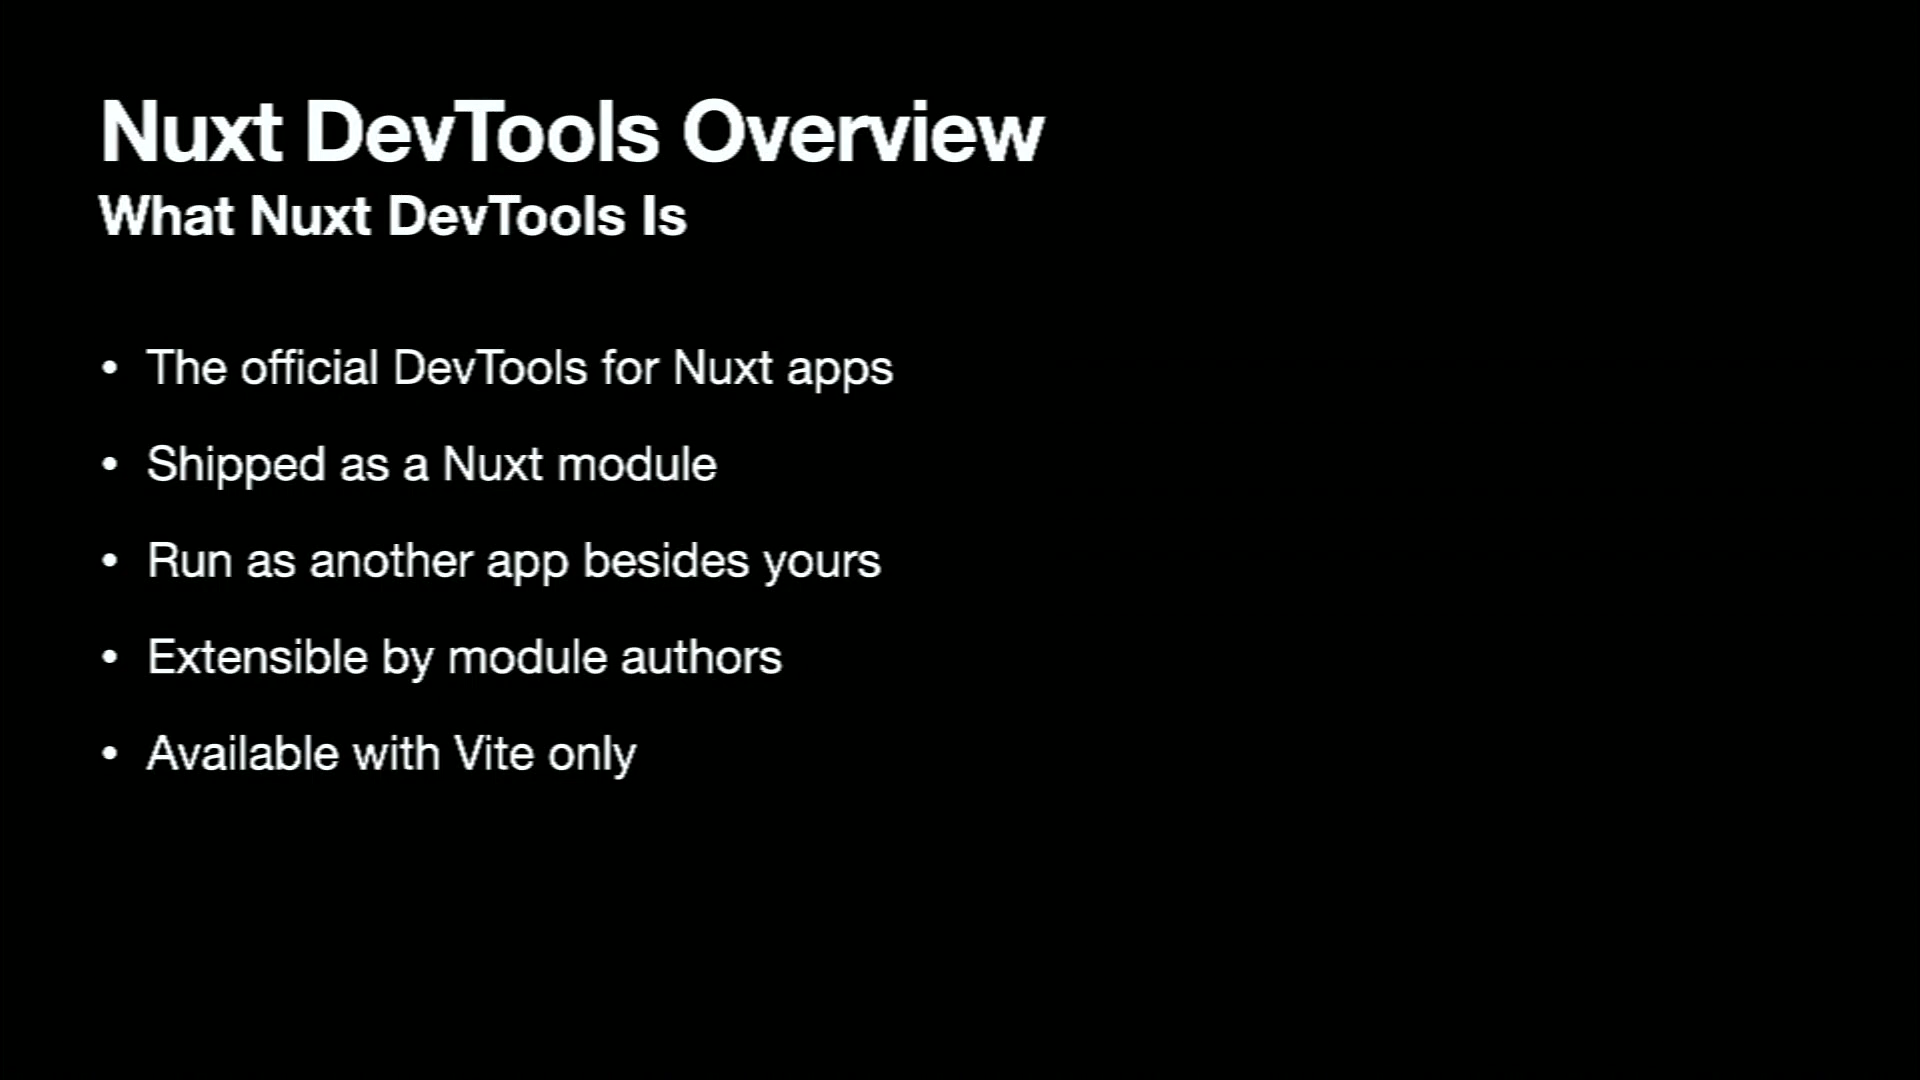 Nuxt DevTools Overview
What Nuxt DevTools Is
• The official DevTools for Nuxt apps
• Shipped as a Nuxt module
• Run as another app besides yours
• Extensible by module authors
• Available with Vite only